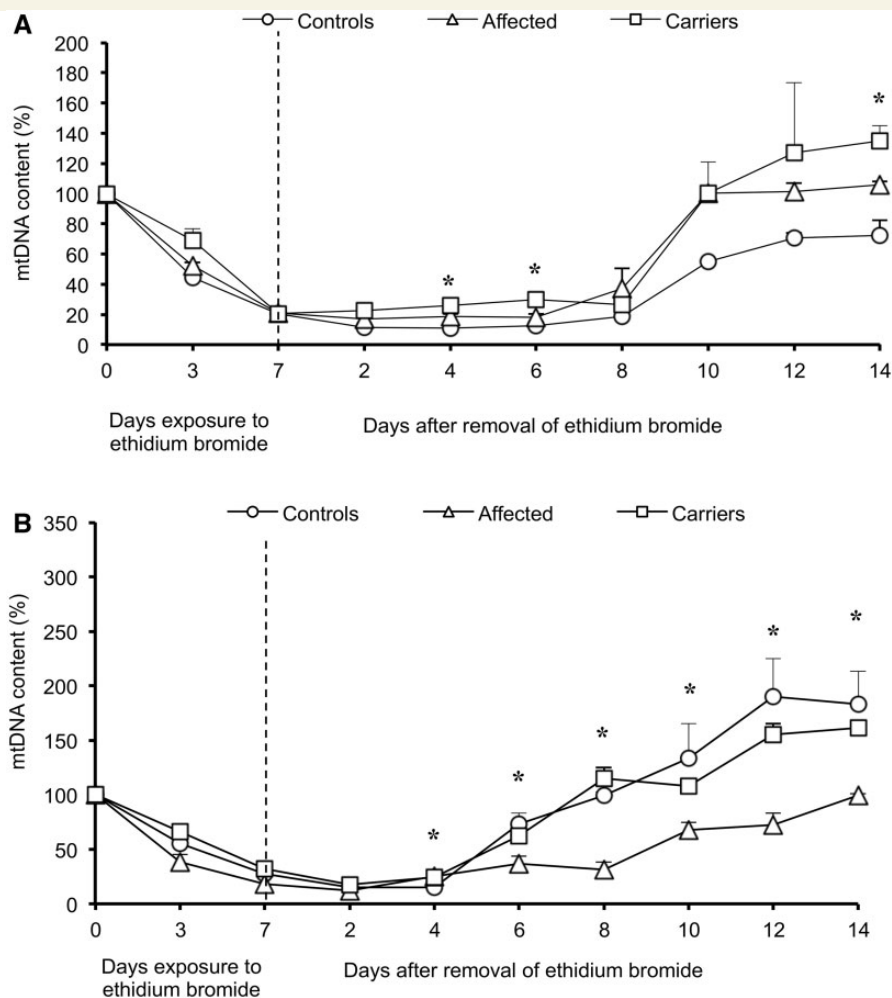 A
Controls Affected Carriers
200
180
160
140
120
100
80
60
40
20
0
mtDNA content (%)
* * *
0 3 7 2 4 6 8 10 12 14
Days exposure to
ethidium bromide
Days after removal of ethidium bromide
B
Controls Affected Carriers
350
300
250
200
150
100
50
0
mtDNA content (%)
* * * * * *
0 3 7 2 4 6 8 10 12 14
Days exposure to
ethidium bromide
Days after removal of ethidium bromide